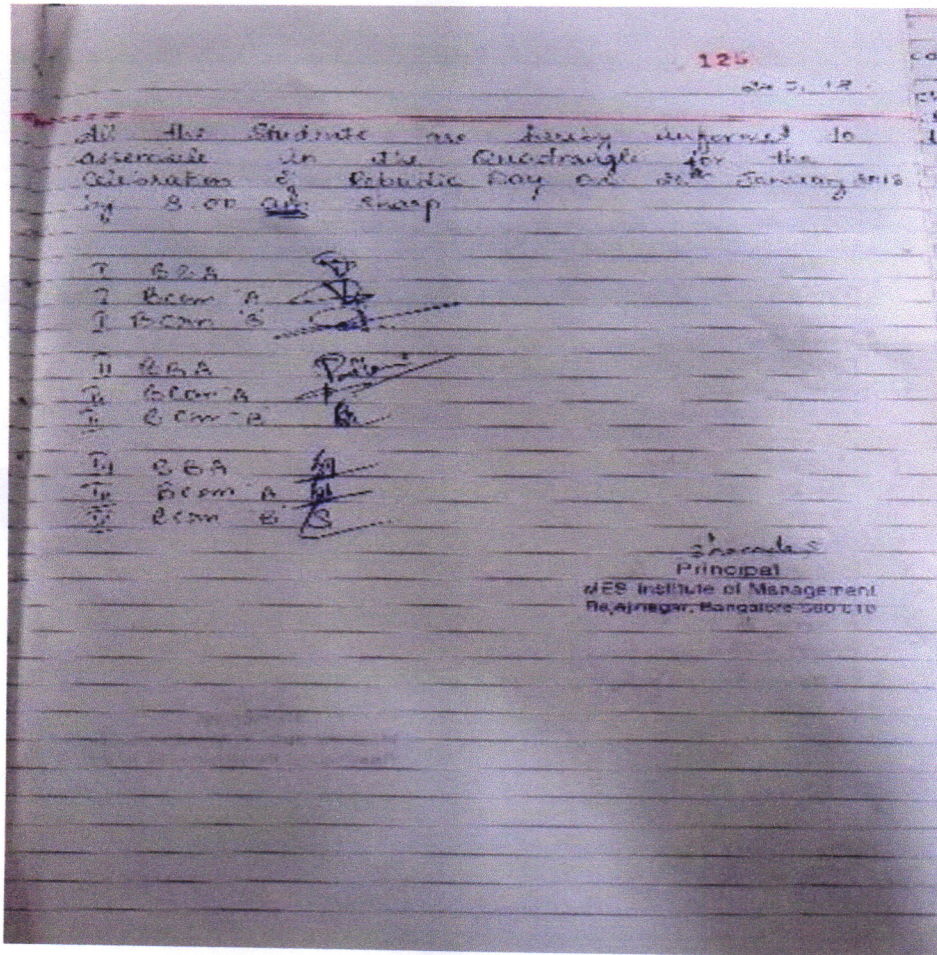 125
All the Students are hereby informed to
assemble in the Quadrangle for the
Celebration of Republic Day on 26th January 2018
by 8.00 am Sharp
I BBA
I Bcom 'A'
I Bcom 'B'
II BBA
II Bcom 'A'
II Bcom 'B'
III BBA
III Bcom 'A'
III Bcom 'B'
Principal
MES Institute of Management
Rajajinagar, Bangalore-560 010